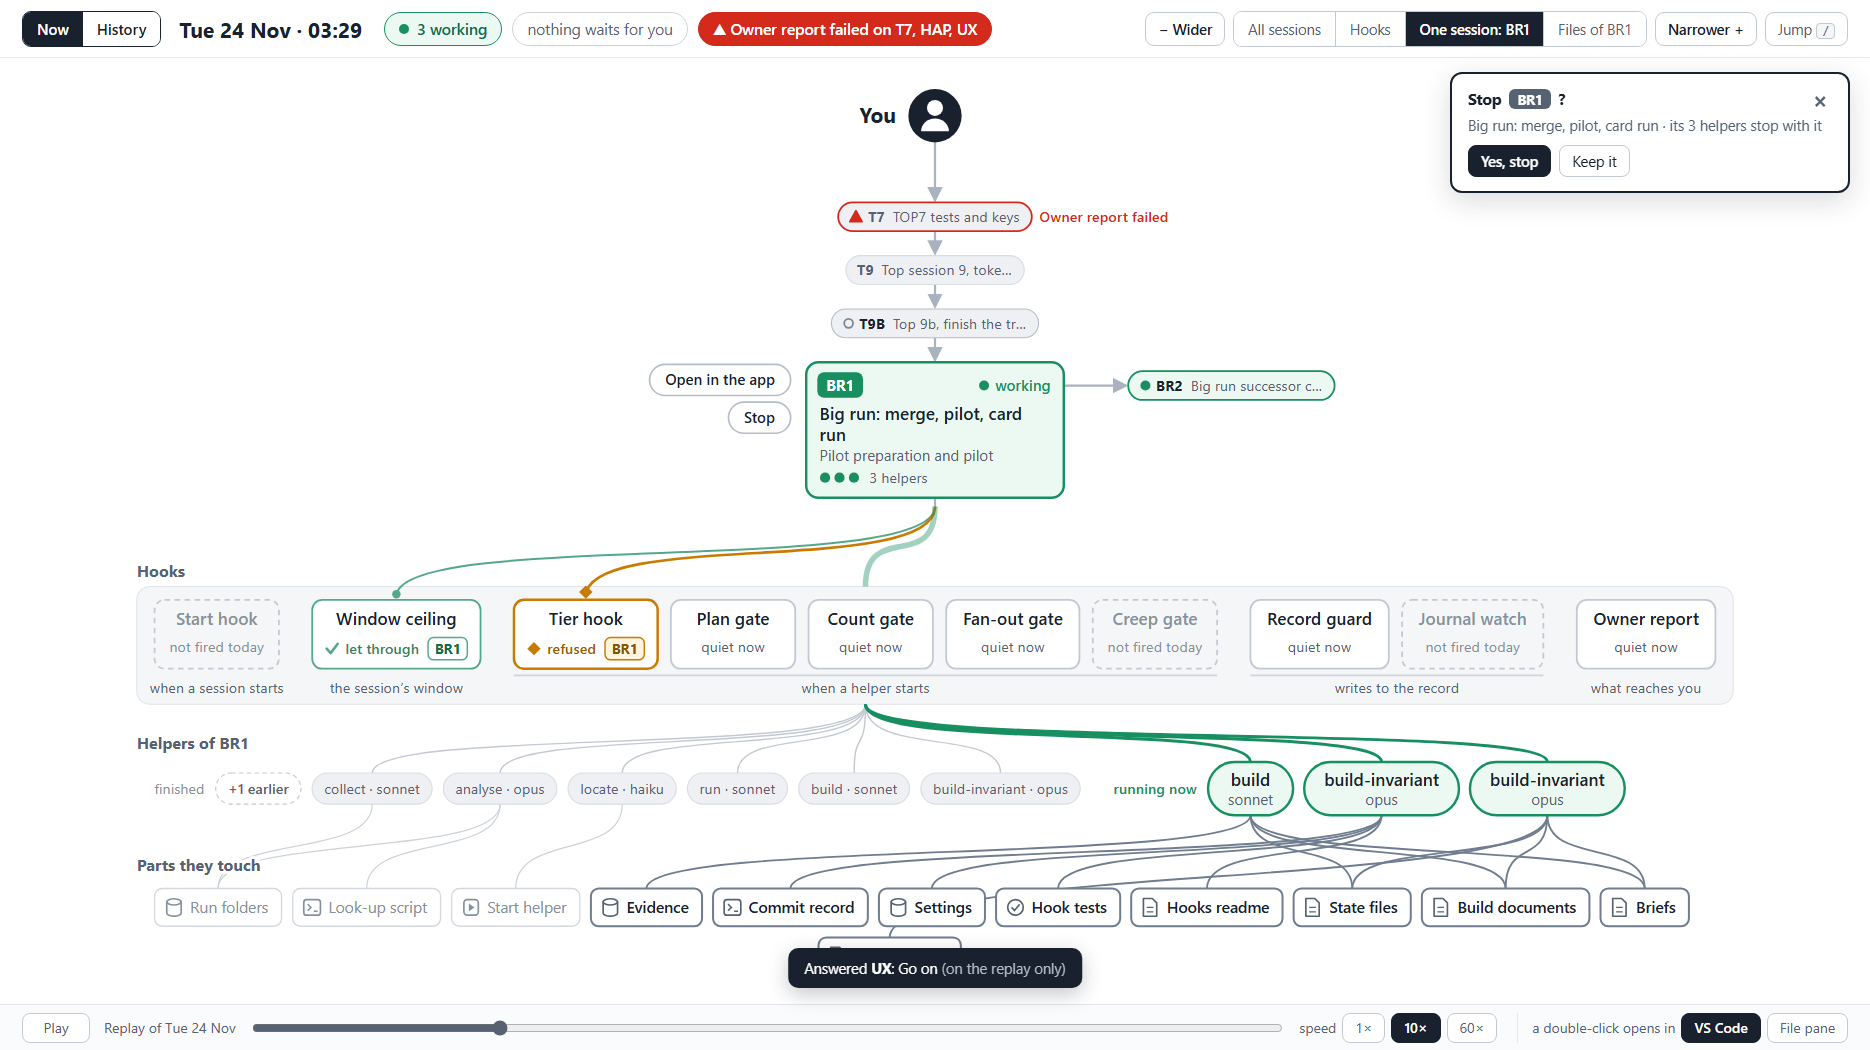 Now History Tue 24 Nov · 03:29 3 working nothing waits for you Owner report failed on T7, HAP, UX − Wider All sessions Hooks One session: BR1 Files of BR1 Narrower + Jump /
Stop BR1 ? ×
Big run: merge, pilot, card run · its 3 helpers stop with it
Yes, stop Keep it
You
T7 TOP7 tests and keys Owner report failed
T9 Top session 9, toke...
T9B Top 9b, finish the tr...
Open in the app
Stop
BR1 working
Big run: merge, pilot, card
run
Pilot preparation and pilot
3 helpers
BR2 Big run successor c...
Hooks
Start hook Window ceiling Tier hook Plan gate Count gate Fan-out gate Creep gate Record guard Journal watch Owner report
not fired today let through BR1 refused BR1 quiet now quiet now quiet now not fired today quiet now not fired today quiet now
when a session starts the session's window when a helper starts writes to the record what reaches you
Helpers of BR1
finished +1 earlier collect · sonnet analyse · opus locate · haiku run · sonnet build · sonnet build-invariant · opus running now
build
sonnet
build-invariant
opus
build-invariant
opus
Parts they touch
Run folders Look-up script Start helper Evidence Commit record Settings Hook tests Hooks readme State files Build documents Briefs
Answered UX: Go on (on the replay only)
Play Replay of Tue 24 Nov speed 1× 10× 60× a double-click opens in VS Code File pane